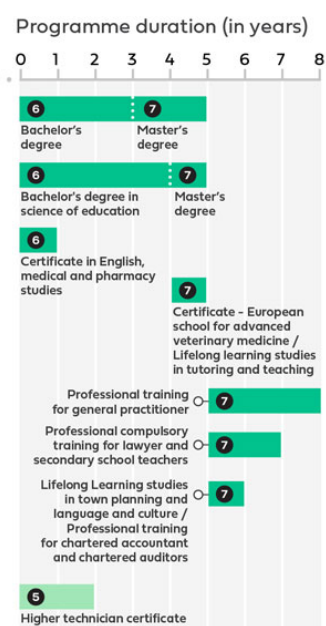 Programme duration (in years)
0 1 2 3 4 5 6 7 8
6 7
Bachelor's
degree
Master's
degree
6 7
Bachelor's degree in
science of education
Master's
degree
6
Certificate in English,
medical and pharmacy
studies
7
Certificate - European
school for advanced
veterinary medicine /
Lifelong learning studies
in tutoring and teaching
Professional training
for general practitioner
7
Professional compulsory
training for lawyer and
secondary school teachers
7
Lifelong Learning studies
in town planning and
language and culture /
Professional training
for chartered accountant
and chartered auditors
7
5
Higher technician certificate